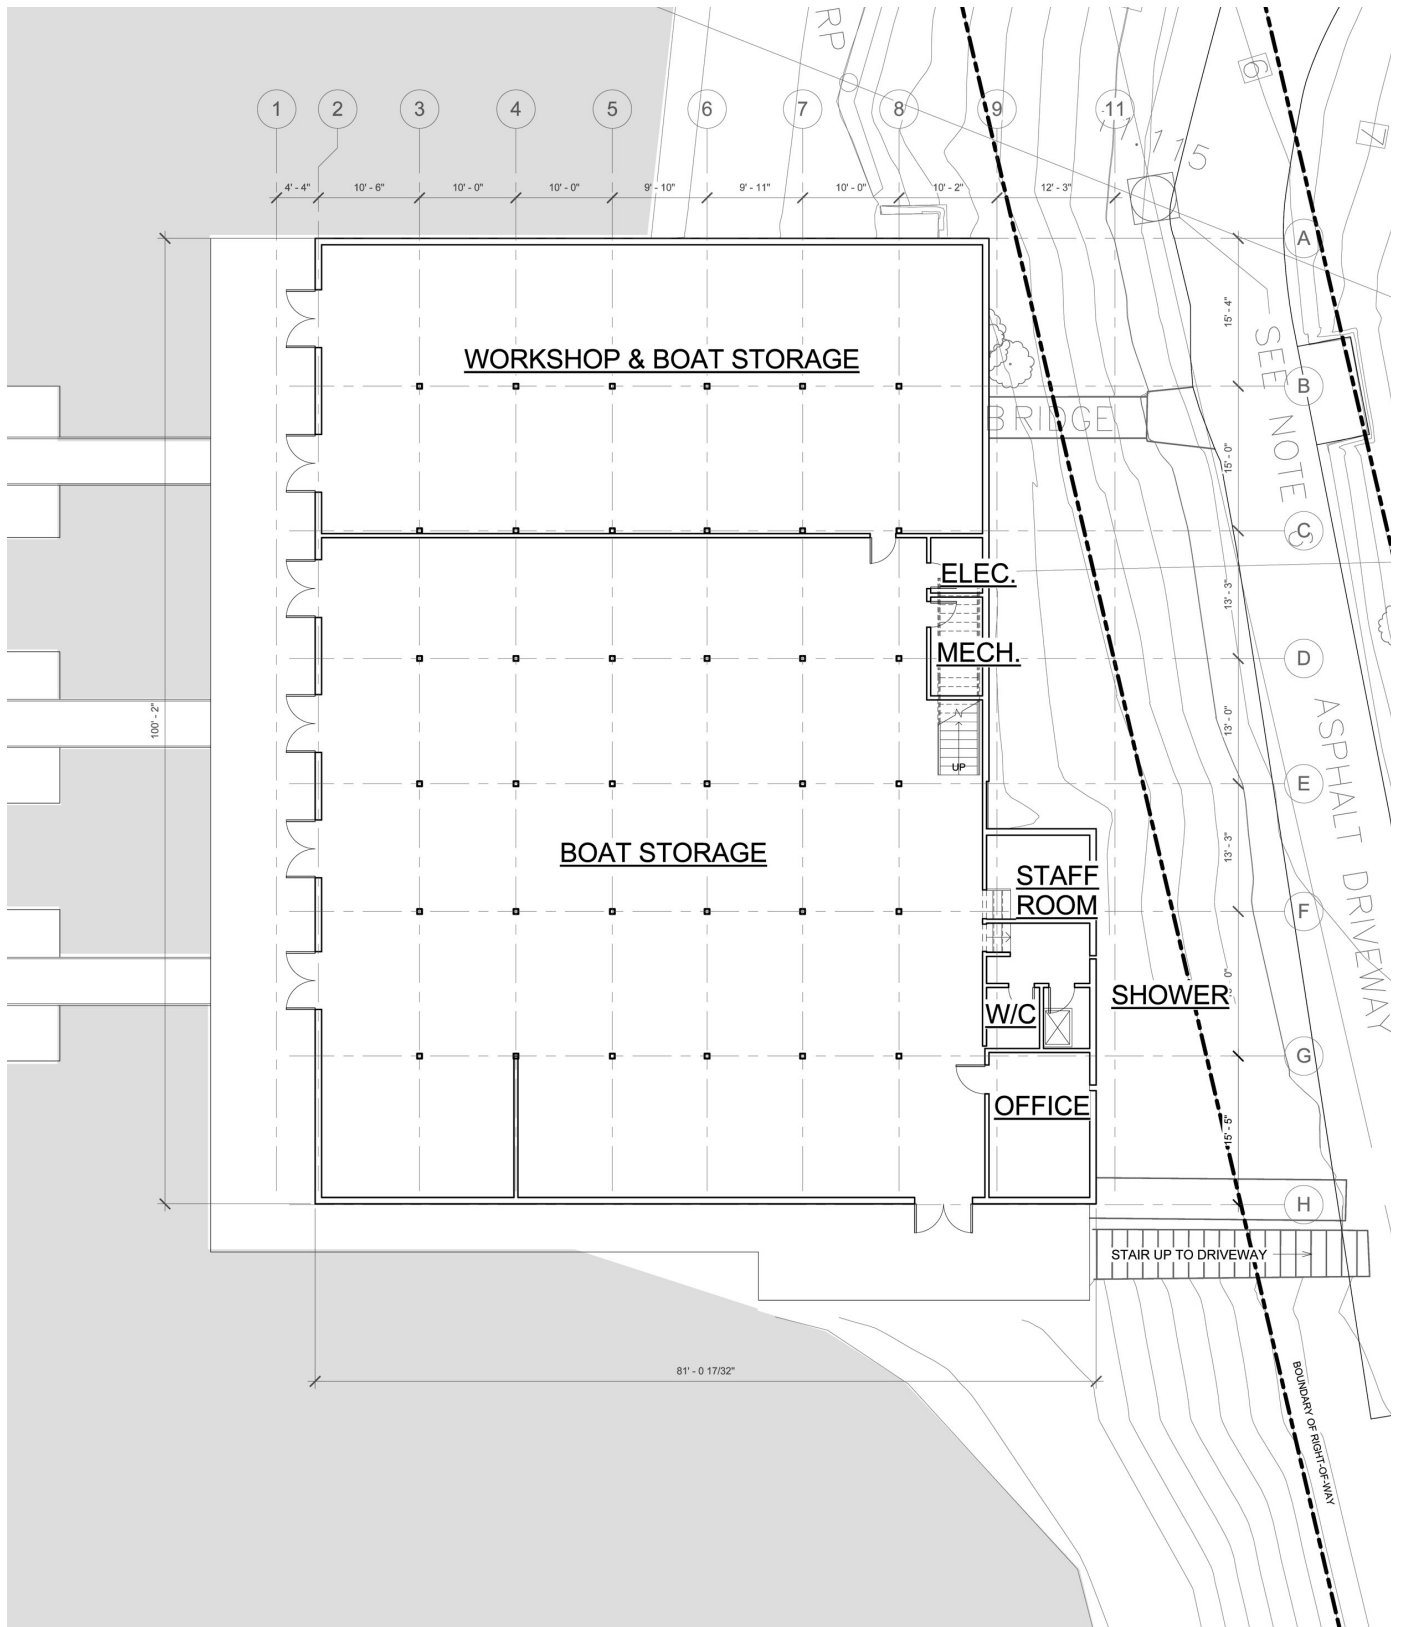 RP
6
7
1
2
3
4
5
6
7
8
9
11
4' - 4"
10' - 6"
10' - 0"
10' - 0"
9' - 10"
9' - 11"
10' - 0"
10' - 2"
12' - 3"
A
15' - 4"
WORKSHOP & BOAT STORAGE
B
BRIDGE
SEE NOTE
15' - 0"
C
ELEC.
13' - 3"
MECH.
D
100' - 2"
13' - 0"
UP
E
ASPHALT DRIVEWAY
BOAT STORAGE
13' - 3"
STAFF
ROOM
F
SHOWER
W/C
G
OFFICE
15' - 5"
H
STAIR UP TO DRIVEWAY
81' - 0 17/32"
BOUNDARY OF RIGHT-OF-WAY